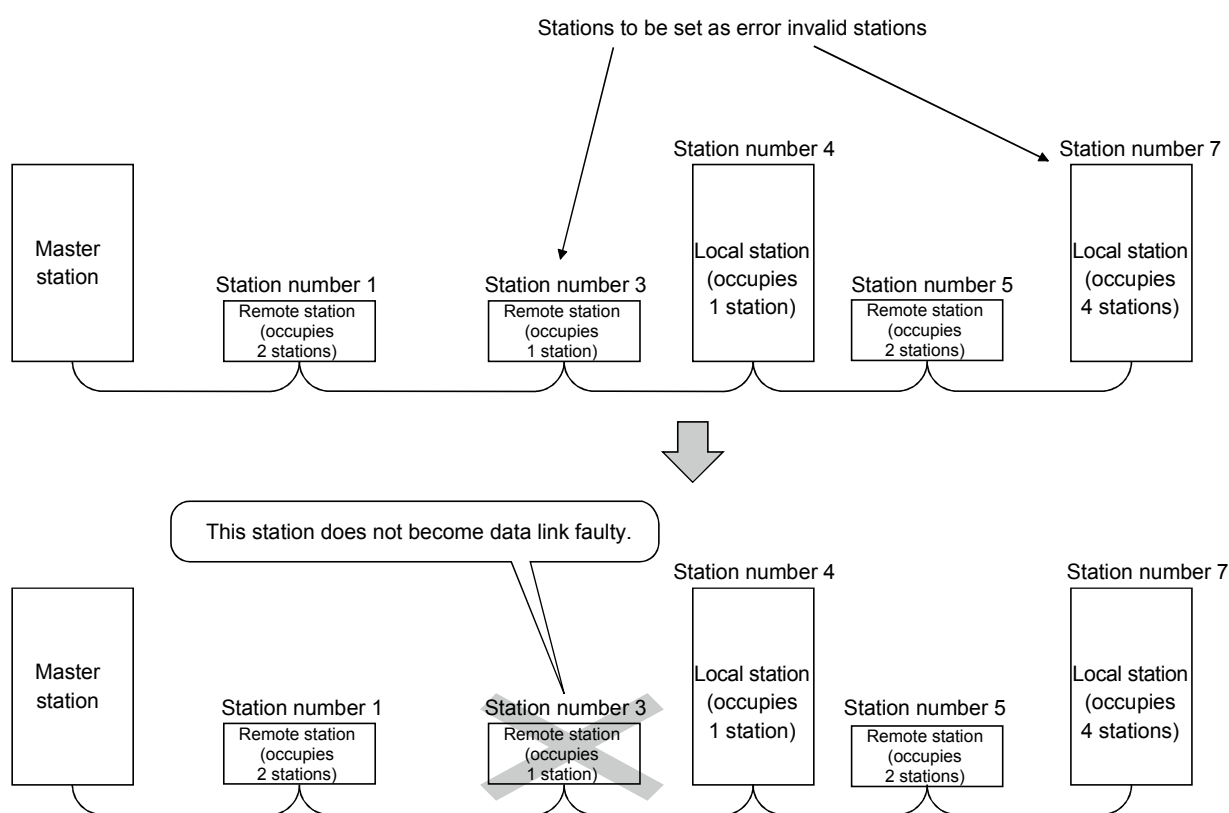 Stations to be set as error invalid stations
Station number 4
Station number 7
Master
station
Station number 1
Remote station
(occupies
2 stations)
Station number 3
Remote station
(occupies
1 station)
Local station
(occupies
1 station)
Station number 5
Remote station
(occupies
2 stations)
Local station
(occupies
4 stations)
This station does not become data link faulty.
Station number 4
Station number 7
Master
station
Station number 1
Remote station
(occupies
2 stations)
Station number 3
Remote station
(occupies
1 station)
Local station
(occupies
1 station)
Station number 5
Remote station
(occupies
2 stations)
Local station
(occupies
4 stations)